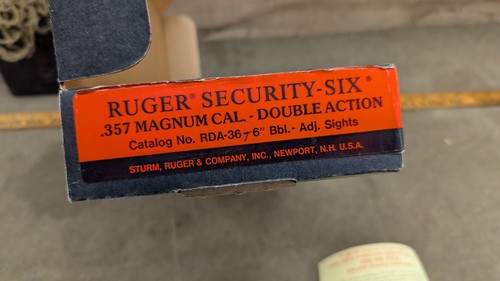 RUGER® SECURITY-SIX®
.357 MAGNUM CAL. - DOUBLE ACTION
Catalog No. RDA-36-6" Bbl.- Adj. Sights
STURM, RUGER & COMPANY, INC., NEWPORT, N.H. U.S.A.